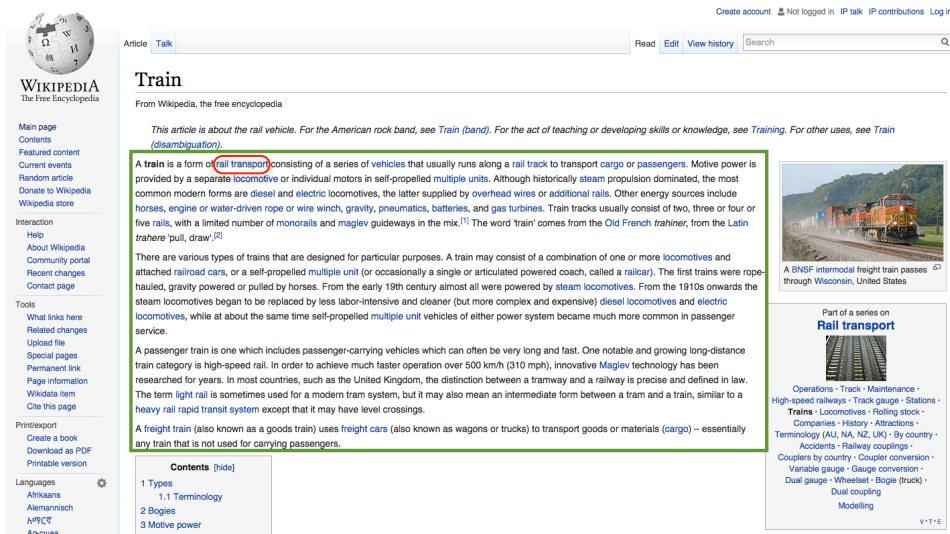 Create account Not logged in IP talk IP contributions Log in
Article Talk Read Edit View history Search
WIKIPEDIA
The Free Encyclopedia
Main page
Contents
Featured content
Current events
Random article
Donate to Wikipedia
Wikipedia store
Interaction
Help
About Wikipedia
Community portal
Recent changes
Contact page
Tools
What links here
Related changes
Upload file
Special pages
Permanent link
Page information
Wikidata item
Cite this page
Print/export
Create a book
Download as PDF
Printable version
Languages
Afrikaans
Alemannisch
አማርኛ
Train
From Wikipedia, the free encyclopedia
This article is about the rail vehicle. For the American rock band, see Train (band). For the act of teaching or developing skills or knowledge, see Training. For other uses, see Train
(disambiguation).
A train is a form of rail transport consisting of a series of vehicles that usually runs along a rail track to transport cargo or passengers. Motive power is
provided by a separate locomotive or individual motors in self-propelled multiple units. Although historically steam propulsion dominated, the most
common modern forms are diesel and electric locomotives, the latter supplied by overhead wires or additional rails. Other energy sources include
horses, engine or water-driven rope or wire winch, gravity, pneumatics, batteries, and gas turbines. Train tracks usually consist of two, three or four or
five rails, with a limited number of monorails and maglev guideways in the mix.[1] The word 'train' comes from the Old French trahiner, from the Latin
trahere 'pull, draw'.[2]
There are various types of trains that are designed for particular purposes. A train may consist of a combination of one or more locomotives and
attached railroad cars, or a self-propelled multiple unit (or occasionally a single or articulated powered coach, called a railcar). The first trains were rope-
hauled, gravity powered or pulled by horses. From the early 19th century almost all were powered by steam locomotives. From the 1910s onwards the
steam locomotives began to be replaced by less labor-intensive and cleaner (but more complex and expensive) diesel locomotives and electric
locomotives, while at about the same time self-propelled multiple unit vehicles of either power system became much more common in passenger
service.
A passenger train is one which includes passenger-carrying vehicles which can often be very long and fast. One notable and growing long-distance
train category is high-speed rail. In order to achieve much faster operation over 500 km/h (310 mph), innovative Maglev technology has been
researched for years. In most countries, such as the United Kingdom, the distinction between a tramway and a railway is precise and defined in law.
The term light rail is sometimes used for a modern tram system, but it may also mean an intermediate form between a tram and a train, similar to a
heavy rail rapid transit system except that it may have level crossings.
A freight train (also known as a goods train) uses freight cars (also known as wagons or trucks) to transport goods or materials (cargo) – essentially
any train that is not used for carrying passengers.
Contents [hide]
1 Types
1.1 Terminology
2 Bogies
3 Motive power
A BNSF intermodal freight train passes
through Wisconsin, United States
Part of a series on
Rail transport
Operations · Track · Maintenance ·
High-speed railways · Track gauge · Stations ·
Trains · Locomotives · Rolling stock ·
Companies · History · Attractions ·
Terminology (AU, NA, NZ, UK) · By country ·
Accidents · Railway couplings ·
Couplers by country · Coupler conversion ·
Variable gauge · Gauge conversion ·
Dual gauge · Wheelset · Bogie (truck) ·
Dual coupling
Modelling
V · T · E